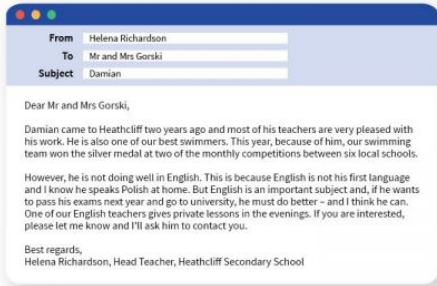 From Helena Richardson
To Mr and Mrs Gorski
Subject Damian
Dear Mr and Mrs Gorski,
Damian came to Heathcliff two years ago and most of his teachers are very pleased with
his work. He is also one of our best swimmers. This year, because of him, our swimming
team won the silver medal at two of the monthly competitions between six local schools.
However, he is not doing well in English. This is because English is not his first language
and I know he speaks Polish at home. But English is an important subject and, if he wants
to pass his exams next year and go to university, he must do better – and I think he can.
One of our English teachers gives private lessons in the evenings. If you are interested,
please let me know and I'll ask him to contact you.
Best regards,
Helena Richardson, Head Teacher, Heathcliff Secondary School